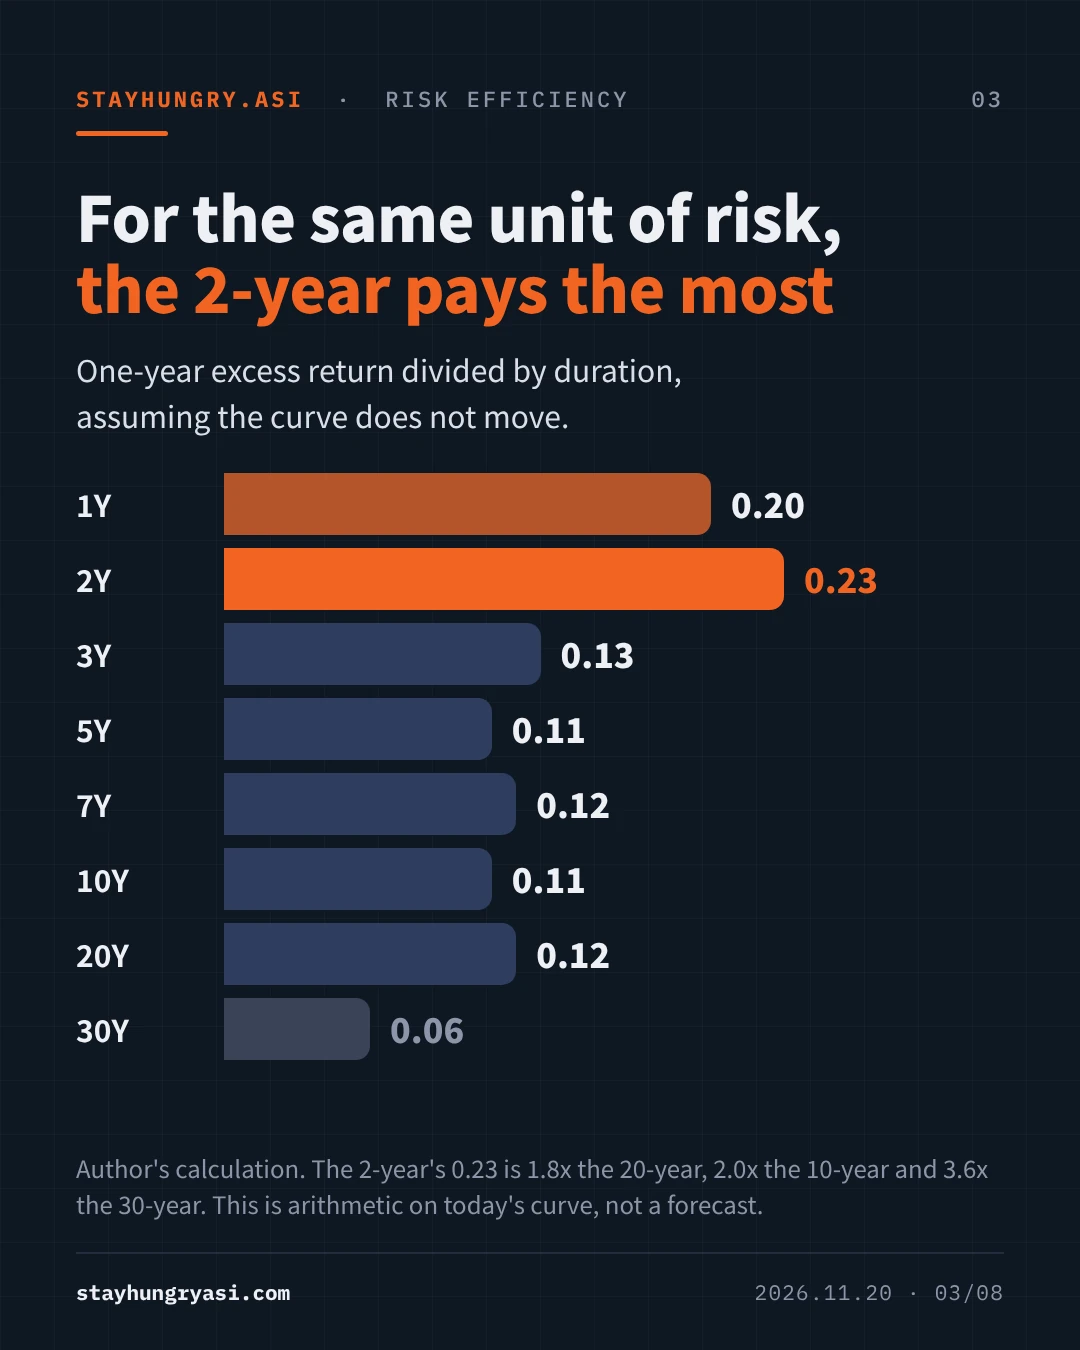 STAYHUNGRY.ASI · RISK EFFICIENCY 03
For the same unit of risk,
the 2-year pays the most
One-year excess return divided by duration,
assuming the curve does not move.
1Y 0.20
2Y 0.23
3Y 0.13
5Y 0.11
7Y 0.12
10Y 0.11
20Y 0.12
30Y 0.06
Author's calculation. The 2-year's 0.23 is 1.8x the 20-year, 2.0x the 10-year and 3.6x
the 30-year. This is arithmetic on today's curve, not a forecast.
stayhungryasi.com 2026.11.20 · 03/08